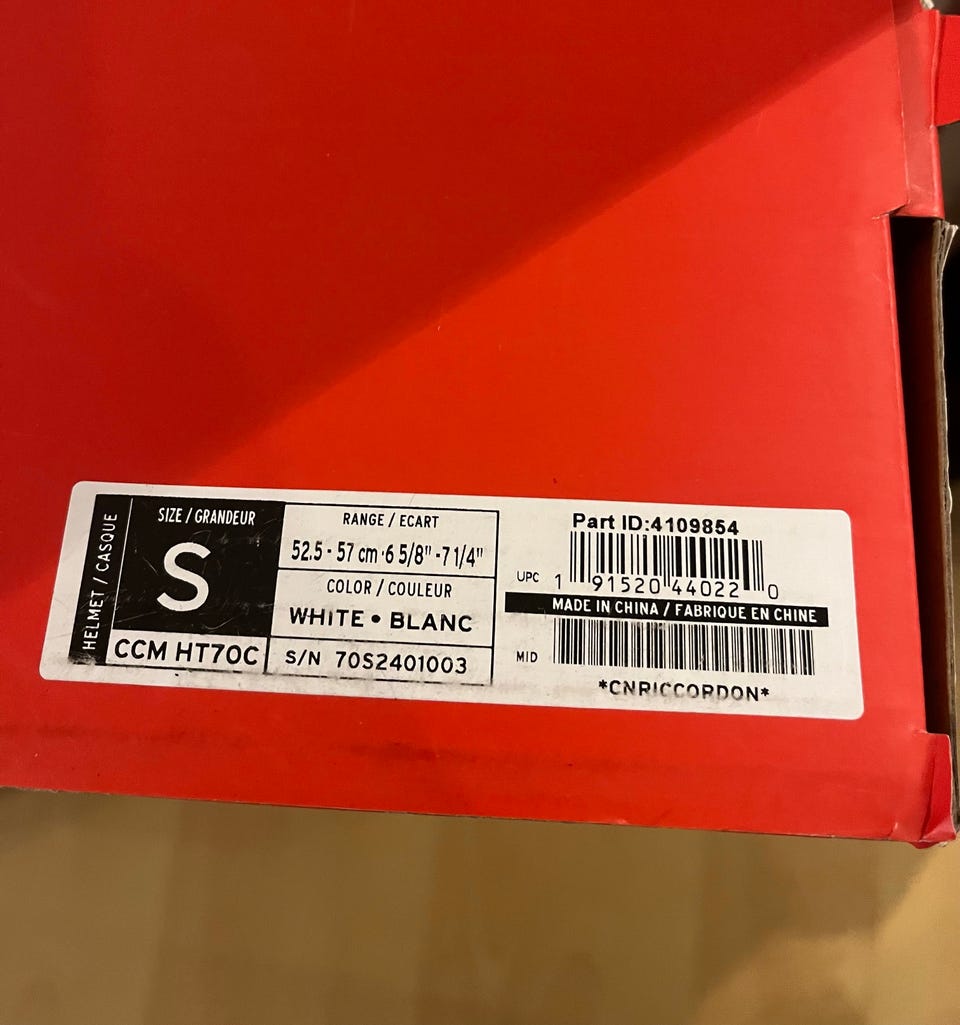 HELMET / CASQUE
SIZE / GRANDEUR
S
CCM HT70C
RANGE / ECART
52.5 - 57 cm · 6 5/8" - 7 1/4"
COLOR / COULEUR
WHITE • BLANC
S/N 70S2401003
Part ID:4109854
UPC 1 91520 44022 0
MADE IN CHINA / FABRIQUE EN CHINE
MID
*CNRICCORDON*